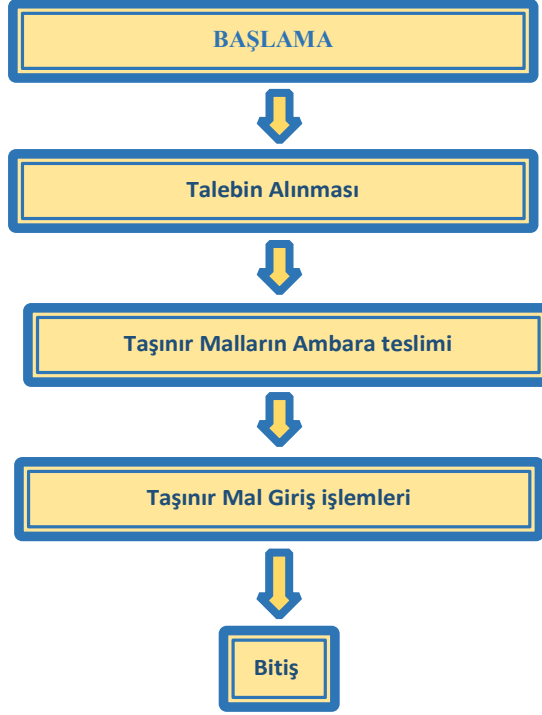 BAŞLAMA
Talebin Alınması
Taşınır Malların Ambara teslimi
Taşınır Mal Giriş işlemleri
Bitiş